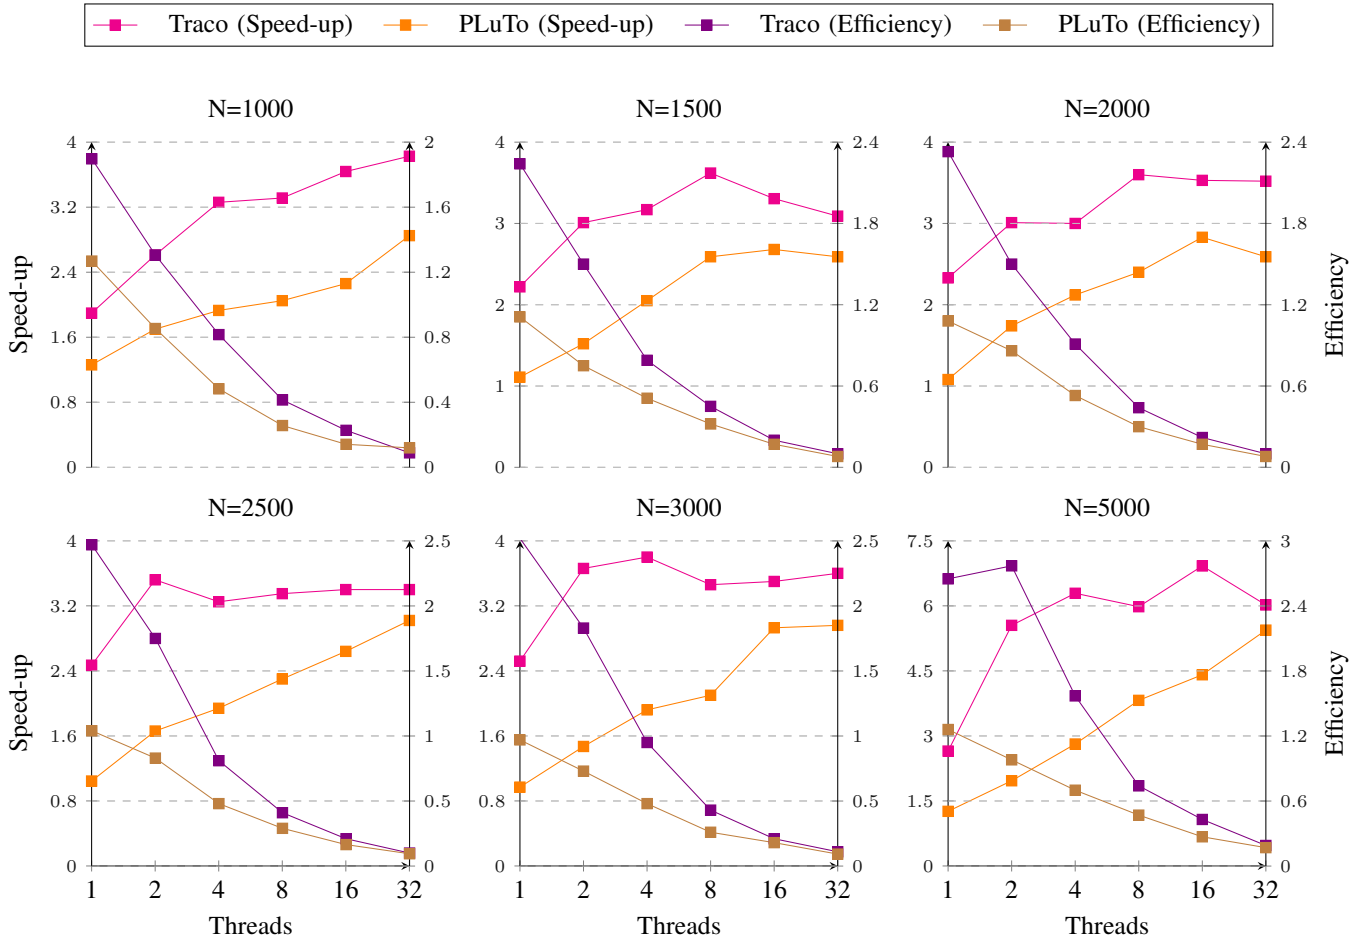 Traco (Speed-up) PLuTo (Speed-up) Traco (Efficiency) PLuTo (Efficiency)
N=1000 N=1500 N=2000
4 2 4 2.4 4 2.4
3.2 1.6 3 1.8 3 1.8
2.4 1.2 2 1.2 2 1.2
1.6 0.8 1 0.6 1 0.6
0.8 0.4
0 0 0 0 0 0
Speed-up
Efficiency
N=2500 N=3000 N=5000
4 2.5 4 2.5 7.5 3
3.2 2 3.2 2 6 2.4
2.4 1.5 2.4 1.5 4.5 1.8
1.6 1 1.6 1 3 1.2
0.8 0.5 0.8 0.5 1.5 0.6
0 0 0 0 0 0
Speed-up
Efficiency
1 2 4 8 16 32 1 2 4 8 16 32 1 2 4 8 16 32
Threads Threads Threads